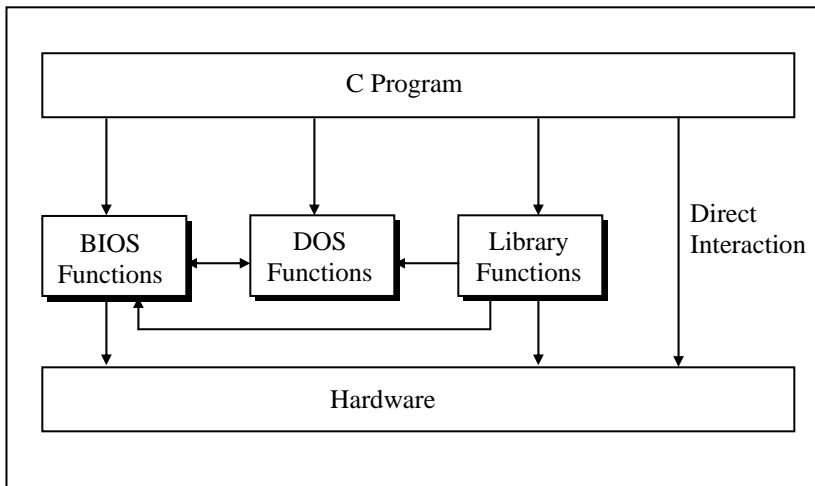 C Program
BIOS
Functions
DOS
Functions
Library
Functions
Direct
Interaction
Hardware